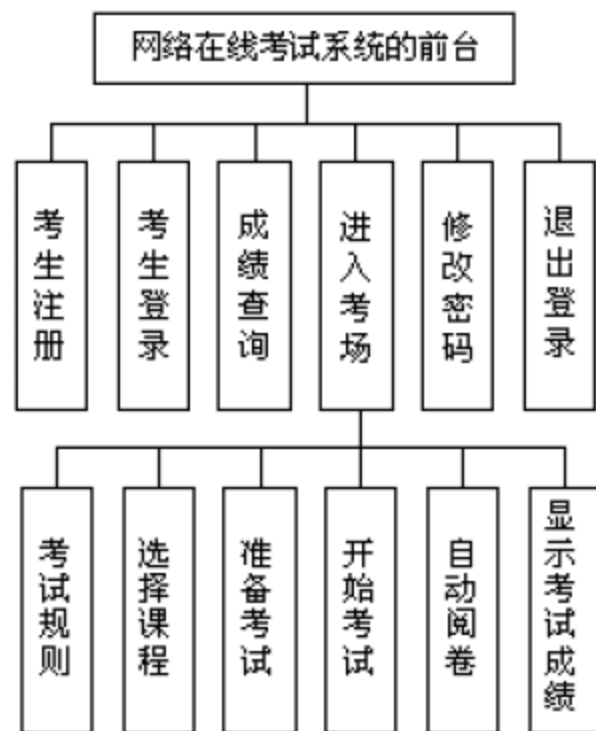 网络在线考试系统的前台
考生注册
考生登录
成绩查询
进入考场
修改密码
退出登录
考试规则
选择课程
准备考试
开始考试
自动阅卷
显示考试成绩